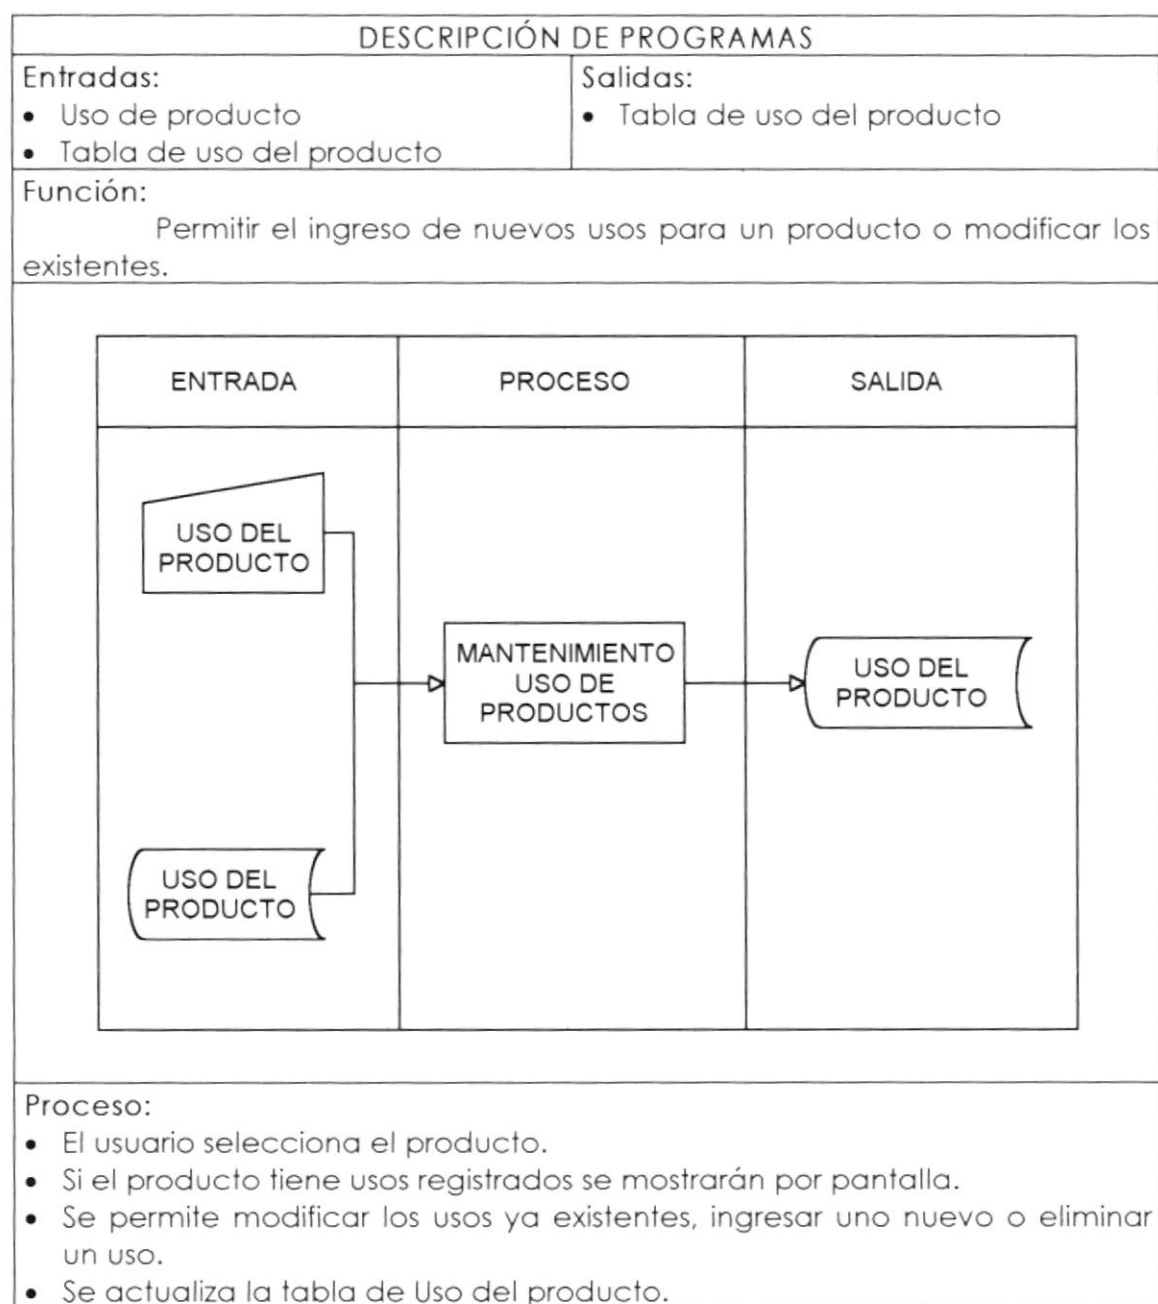 DESCRIPCIÓN DE PROGRAMAS
Entradas:
• Uso de producto
• Tabla de uso del producto
Salidas:
• Tabla de uso del producto
Función:
Permitir el ingreso de nuevos usos para un producto o modificar los
existentes.
ENTRADA
PROCESO
SALIDA
USO DEL
PRODUCTO
MANTENIMIENTO
USO DE
PRODUCTOS
USO DEL
PRODUCTO
USO DEL
PRODUCTO
Proceso:
• El usuario selecciona el producto.
• Si el producto tiene usos registrados se mostrarán por pantalla.
• Se permite modificar los usos ya existentes, ingresar uno nuevo o eliminar
un uso.
• Se actualiza la tabla de Uso del producto.